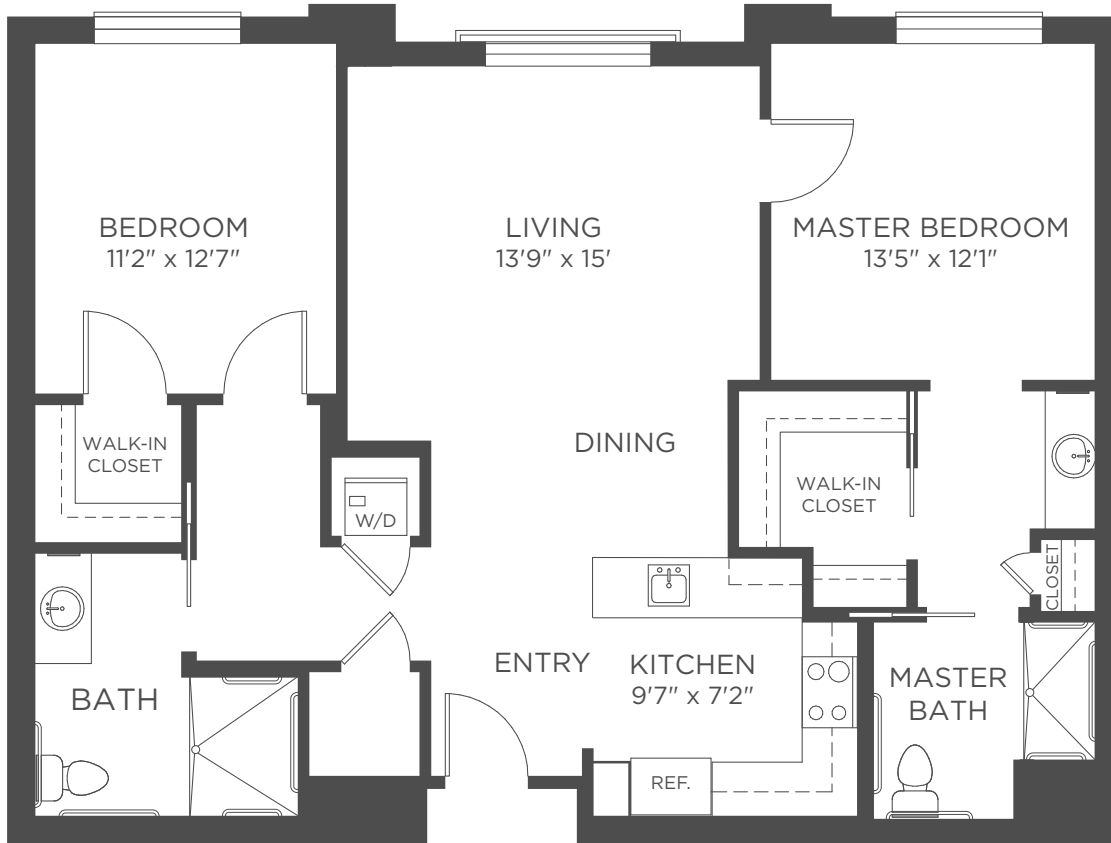 BEDROOM
11'2" x 12'7"
LIVING
13'9" x 15'
MASTER BEDROOM
13'5" x 12'1"
WALK-IN
CLOSET
DINING
WALK-IN
CLOSET
W/D
CLOSET
ENTRY
KITCHEN
9'7" x 7'2"
BATH
MASTER
BATH
REF.